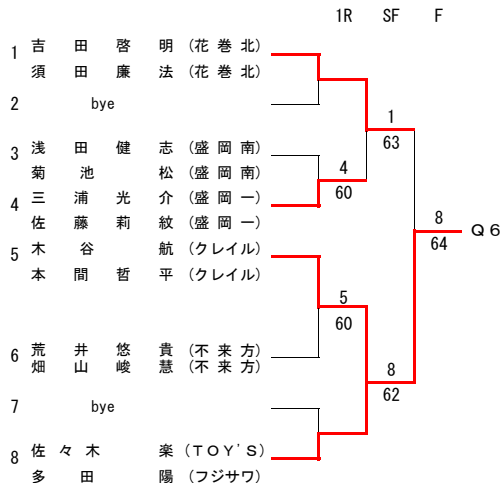 1R SF F
1 吉田啓明 (花巻北)
須田廉法 (花巻北)
2 bye
1
63
3 浅田健志 (盛岡南)
菊池松 (盛岡南)
4
60
4 三浦光介 (盛岡一)
佐藤莉紋 (盛岡一)
8
64
Q6
5 木谷航 (クレイル)
本間哲平 (クレイル)
5
60
6 荒井悠貴 (不来方)
畑山峻慧 (不来方)
8
62
7 bye
8 佐々木楽 (TOY'S)
多田陽 (フジサワ)